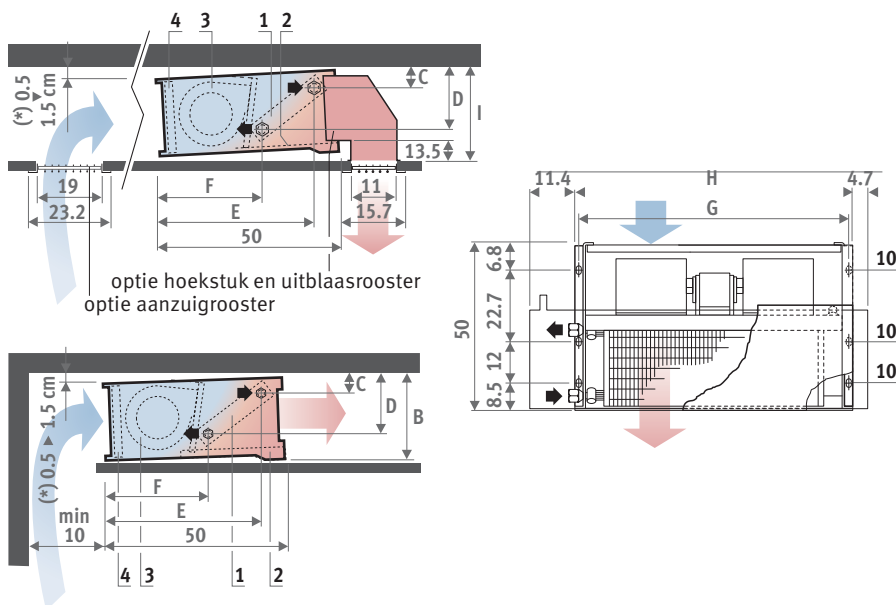 4 3 1 2
(*) 0.5 ▶ 1.5 cm
C
D
I
13.5
19
23.2
F
E
50
11
15.7
optie hoekstuk en uitblaasrooster
optie aanzuigrooster
11.4 H 4.7
G
50
6.8
22.7
12
8.5
10
10
10
(*) 0.5 ▶ 1.5 cm
C
D
B
F
E
min
10
50
4 3 1 2